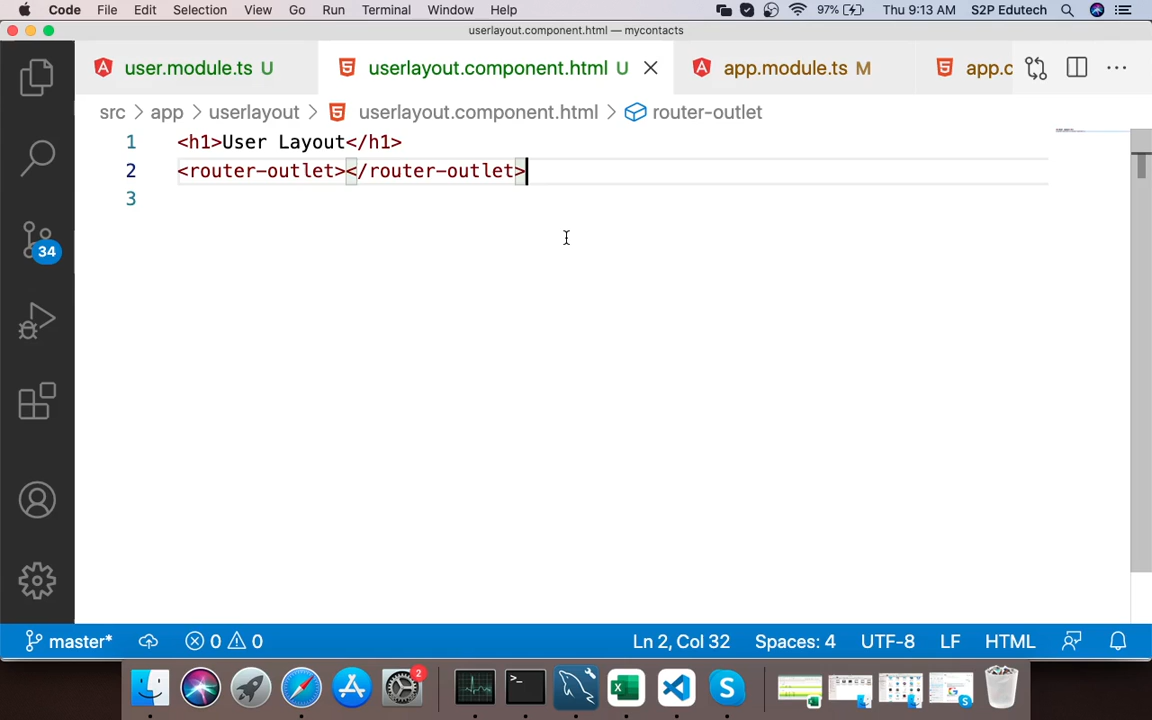 Code File Edit Selection View Go Run Terminal Window Help 97% Thu 9:13 AM S2P Edutech
userlayout.component.html — mycontacts
user.module.ts U userlayout.component.html U app.module.ts M app.c
src > app > userlayout > userlayout.component.html > router-outlet
1 <h1>User Layout</h1>
2 <router-outlet></router-outlet>
3
34
master* 0 0 Ln 2, Col 32 Spaces: 4 UTF-8 LF HTML
2